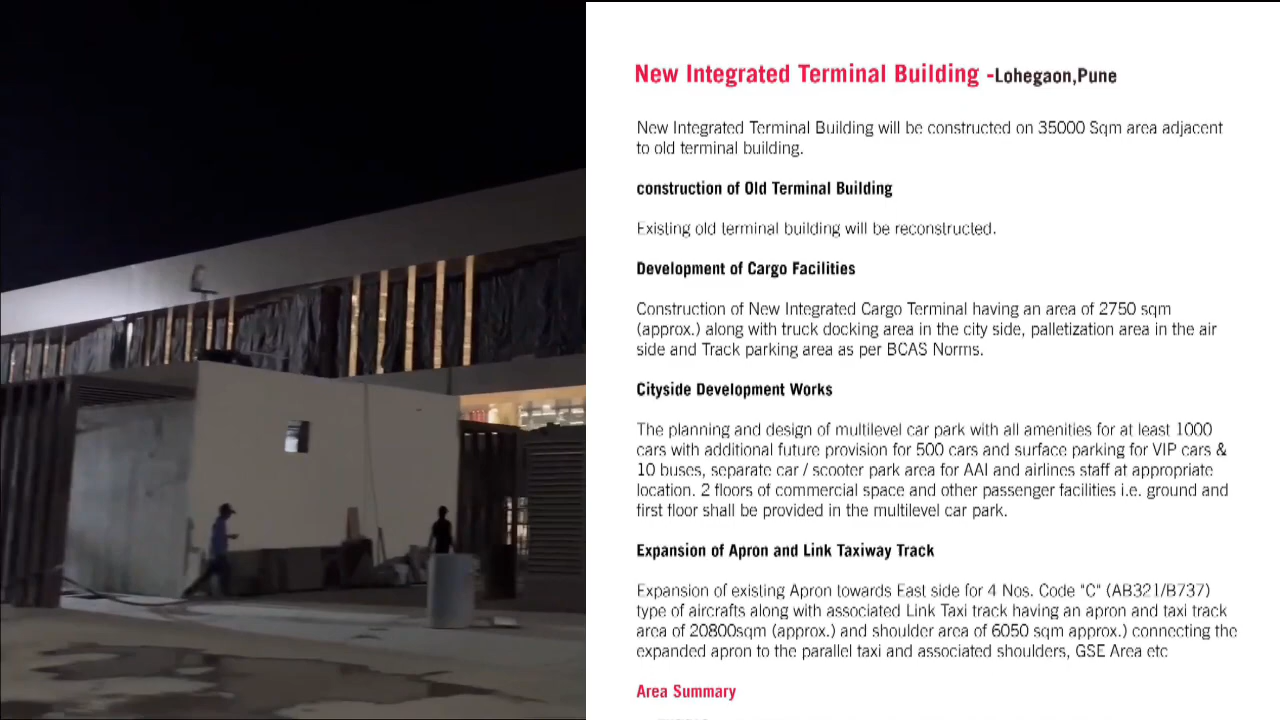 New Integrated Terminal Building -Lohegaon,Pune
New Integrated Terminal Building will be constructed on 35000 Sqm area adjacent
to old terminal building.
construction of Old Terminal Building
Existing old terminal building will be reconstructed.
Development of Cargo Facilities
Construction of New Integrated Cargo Terminal having an area of 2750 sqm
(approx.) along with truck docking area in the city side, palletization area in the air
side and Track parking area as per BCAS Norms.
Cityside Development Works
The planning and design of multilevel car park with all amenities for at least 1000
cars with additional future provision for 500 cars and surface parking for VIP cars &
10 buses, separate car / scooter park area for AAI and airlines staff at appropriate
location. 2 floors of commercial space and other passenger facilities i.e. ground and
first floor shall be provided in the multilevel car park.
Expansion of Apron and Link Taxiway Track
Expansion of existing Apron towards East side for 4 Nos. Code "C" (AB321/B737)
type of aircrafts along with associated Link Taxi track having an apron and taxi track
area of 20800sqm (approx.) and shoulder area of 6050 sqm approx.) connecting the
expanded apron to the parallel taxi and associated shoulders, GSE Area etc
Area Summary